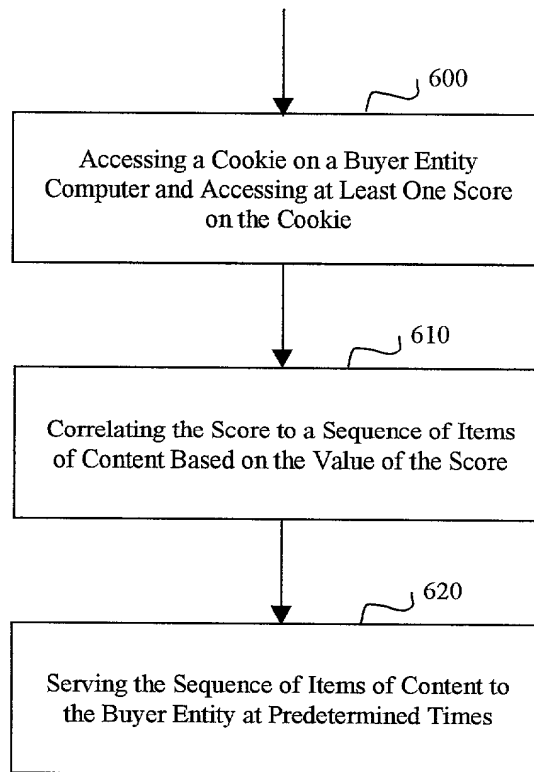 600
Accessing a Cookie on a Buyer Entity
Computer and Accessing at Least One Score
on the Cookie
610
Correlating the Score to a Sequence of Items
of Content Based on the Value of the Score
620
Serving the Sequence of Items of Content to
the Buyer Entity at Predetermined Times